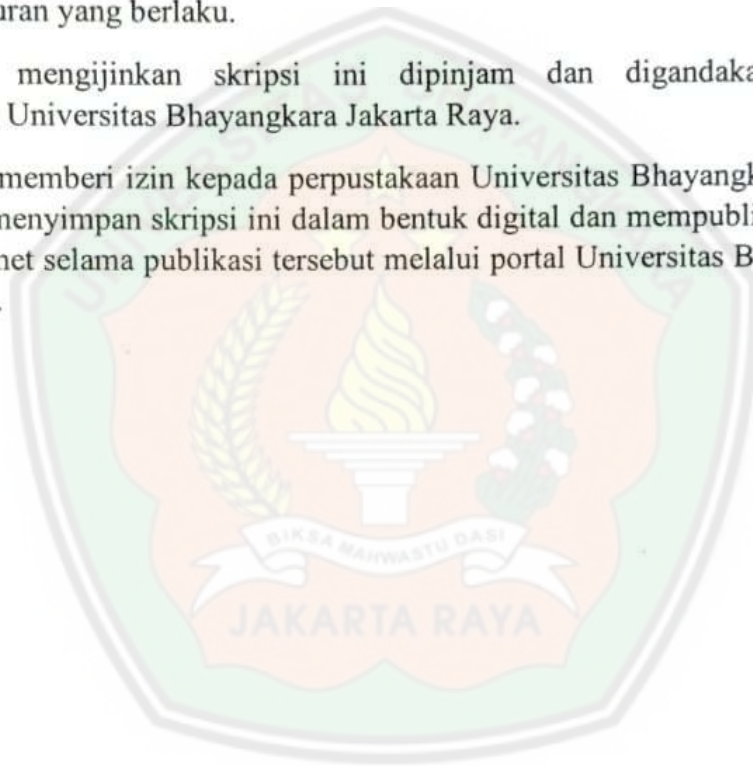 uran yang berlaku.
mengijinkan skripsi ini dipinjam dan digandaka
Universitas Bhayangkara Jakarta Raya.
memberi izin kepada perpustakaan Universitas Bhayangk
menyimpan skripsi ini dalam bentuk digital dan mempubli
net selama publikasi tersebut melalui portal Universitas B
UNIVERSITAS BHAYANGKARA
BIKSA MAHWASTU DASI
JAKARTA RAYA